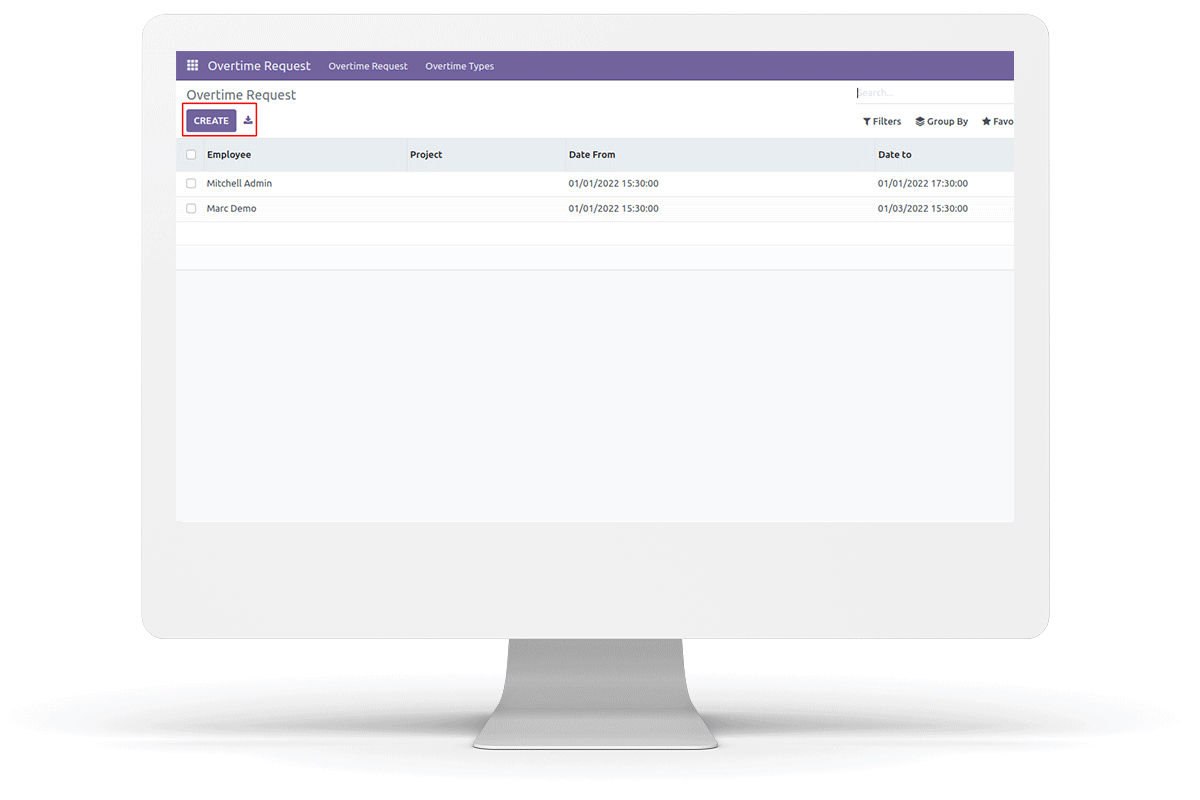 Overtime Request Overtime Request Overtime Types
Overtime Request
Search...
CREATE
Filters Group By Favo
Employee Project Date From Date to
Mitchell Admin 01/01/2022 15:30:00 01/01/2022 17:30:00
Marc Demo 01/01/2022 15:30:00 01/03/2022 15:30:00